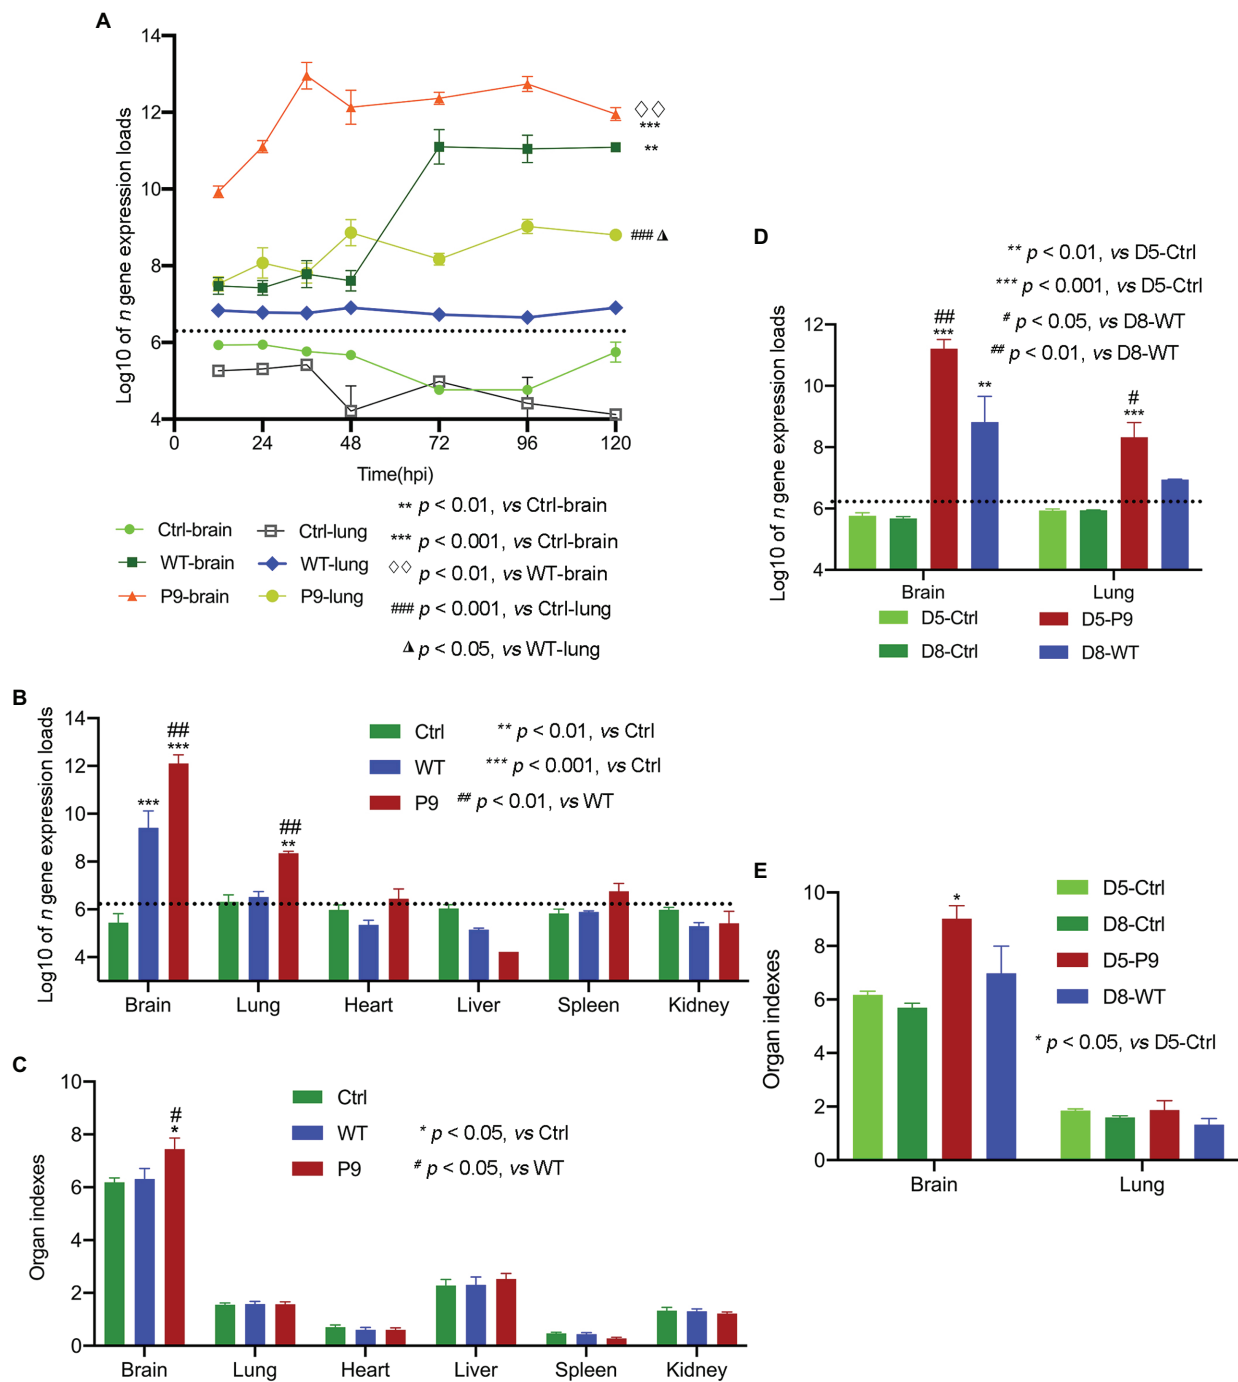 A
Log10 of n gene expression loads
14
12
10
8
6
4
0
24
48
72
96
120
Time(hpi)
◊◊
***
**
###◮
Ctrl-brain
Ctrl-lung
WT-brain
WT-lung
P9-brain
P9-lung
** p < 0.01, vs Ctrl-brain
*** p < 0.001, vs Ctrl-brain
◊◊ p < 0.01, vs WT-brain
### p < 0.001, vs Ctrl-lung
◮ p < 0.05, vs WT-lung
D
** p < 0.01, vs D5-Ctrl
*** p < 0.001, vs D5-Ctrl
# p < 0.05, vs D8-WT
## p < 0.01, vs D8-WT
Log10 of n gene expression loads
12
10
8
6
4
##
***
**
#
***
Brain
Lung
D5-Ctrl
D5-P9
D8-Ctrl
D8-WT
B
Log10 of n gene expression loads
14
12
10
8
6
4
***
##
***
##
**
Ctrl
WT
P9
** p < 0.01, vs Ctrl
*** p < 0.001, vs Ctrl
## p < 0.01, vs WT
Brain
Lung
Heart
Liver
Spleen
Kidney
E
Organ indexes
10
8
6
4
2
0
*
D5-Ctrl
D8-Ctrl
D5-P9
D8-WT
* p < 0.05, vs D5-Ctrl
Brain
Lung
C
Organ indexes
10
8
6
4
2
0
#
*
Ctrl
WT
P9
* p < 0.05, vs Ctrl
# p < 0.05, vs WT
Brain
Lung
Heart
Liver
Spleen
Kidney